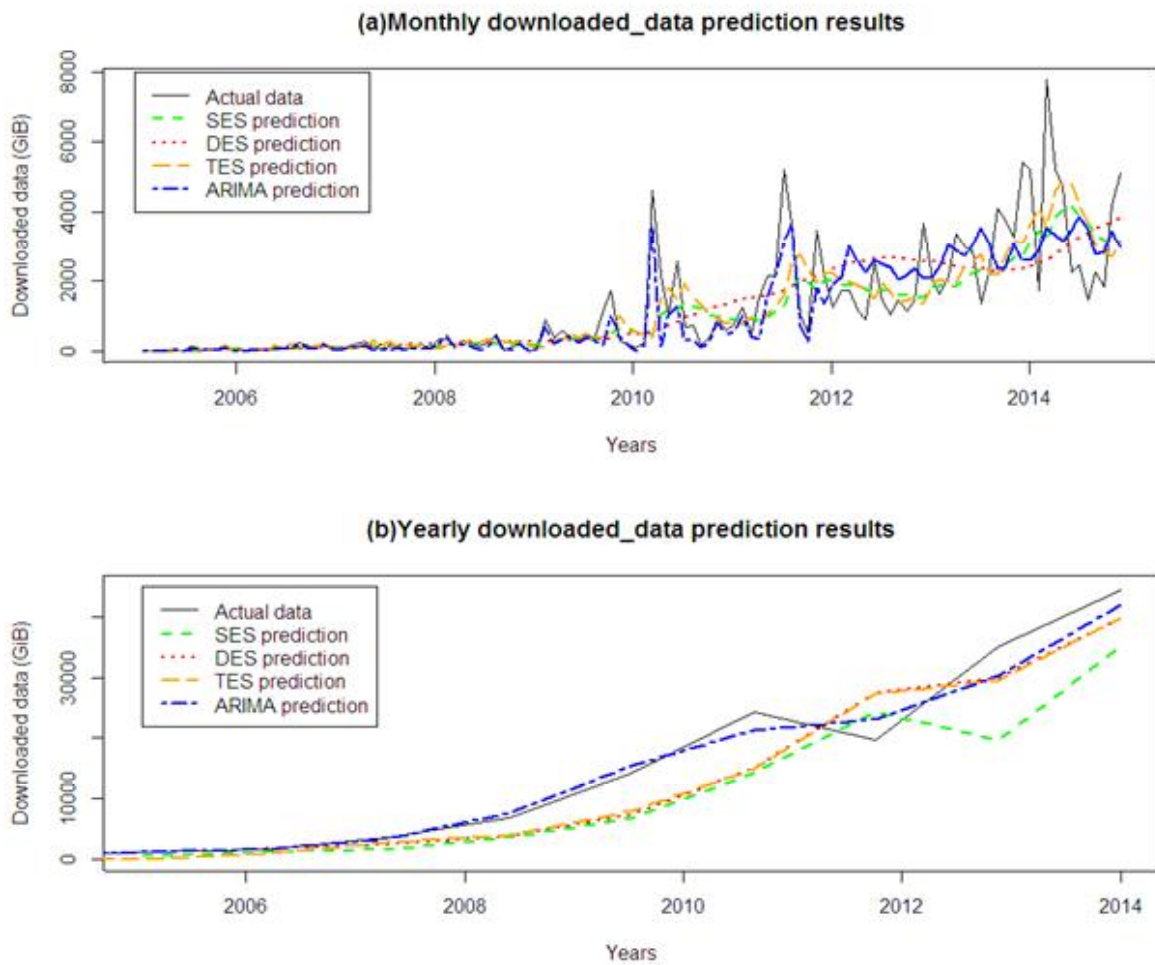 (a)Monthly downloaded_data prediction results
8000
6000
4000
2000
0
Downloaded data (GiB)
Actual data
SES prediction
DES prediction
TES prediction
ARIMA prediction
2006 2008 2010 2012 2014
Years
(b)Yearly downloaded_data prediction results
30000
10000
0
Downloaded data (GiB)
Actual data
SES prediction
DES prediction
TES prediction
ARIMA prediction
2006 2008 2010 2012 2014
Years